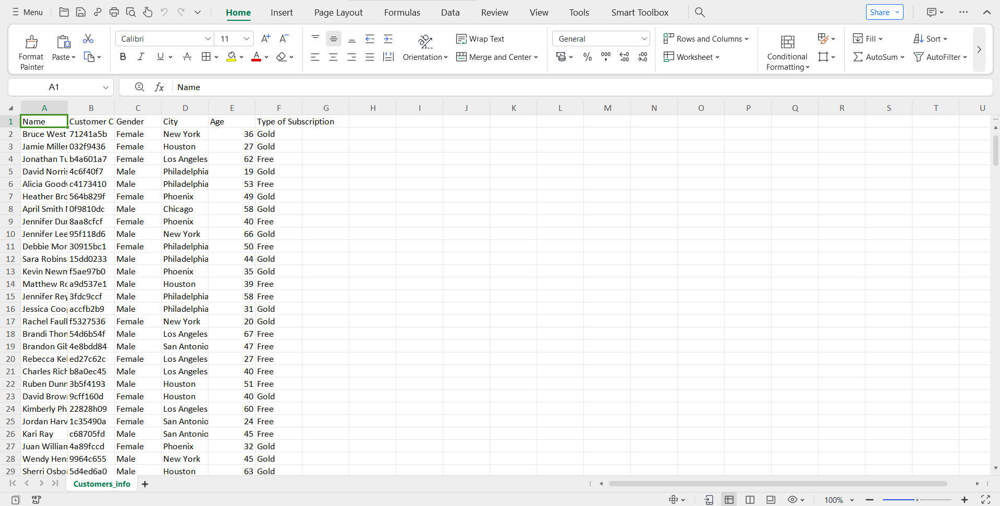 Menu Home Insert Page Layout Formulas Data Review View Tools Smart Toolbox Share
Calibri 11 Wrap Text General Rows and Columns Fill Sort
Format Painter Paste B I U A A Orientation Merge and Center % Worksheet Conditional Formatting AutoSum AutoFilter
A1 fx Name
A B C D E F G H I J K L M N O P Q R S T U
1 Name Customer C Gender City Age Type of Subscription
2 Bruce West 71241a5b Female New York 36 Gold
3 Jamie Miller 032f9436 Female Houston 27 Gold
4 Jonathan Tu b4a601a7 Female Los Angeles 62 Free
5 David Norris 4c6f40f7 Male Philadelphia 19 Gold
6 Alicia Good c4173410 Male Philadelphia 53 Free
7 Heather Bro 564b829f Female Phoenix 49 Gold
8 April Smith 0f9810dc Male Chicago 58 Gold
9 Jennifer Dun 8aa8cfcf Female Phoenix 40 Free
10 Jennifer Lee 95f118d6 Male New York 66 Gold
11 Debbie Mor 30915bc1 Female Philadelphia 50 Free
12 Sara Robins 15dd0233 Male Philadelphia 44 Gold
13 Kevin Newm f5ae97b0 Male Phoenix 35 Gold
14 Matthew Ro a9d537e1 Male Houston 39 Free
15 Jennifer Rey 3fdc9ccf Male Philadelphia 58 Free
16 Jessica Coop accfb2b9 Male Philadelphia 31 Gold
17 Rachel Faull f5327536 Female New York 20 Gold
18 Brandi Thom 54d6b54f Male Los Angeles 67 Free
19 Brandon Gib 4e8bdd84 Male San Antonio 47 Free
20 Rebecca Kel ed27c62c Female Los Angeles 27 Free
21 Charles Rich b8a0ec45 Male Los Angeles 40 Free
22 Ruben Dunn 3b5f4193 Male Houston 51 Free
23 David Brown 9cff160d Female Houston 40 Gold
24 Kimberly Ph 22828h09 Female Los Angeles 60 Free
25 Jordan Harv 1c35490a Female San Antonio 24 Free
26 Kari Ray c68705fd Male San Antonio 45 Free
27 Juan William 4a89fccd Female Phoenix 32 Gold
28 Wendy Hens 9964c655 Male New York 45 Gold
29 Sherri Osbo 5d4ed6a0 Male Houston 63 Gold
Customers_info
100%